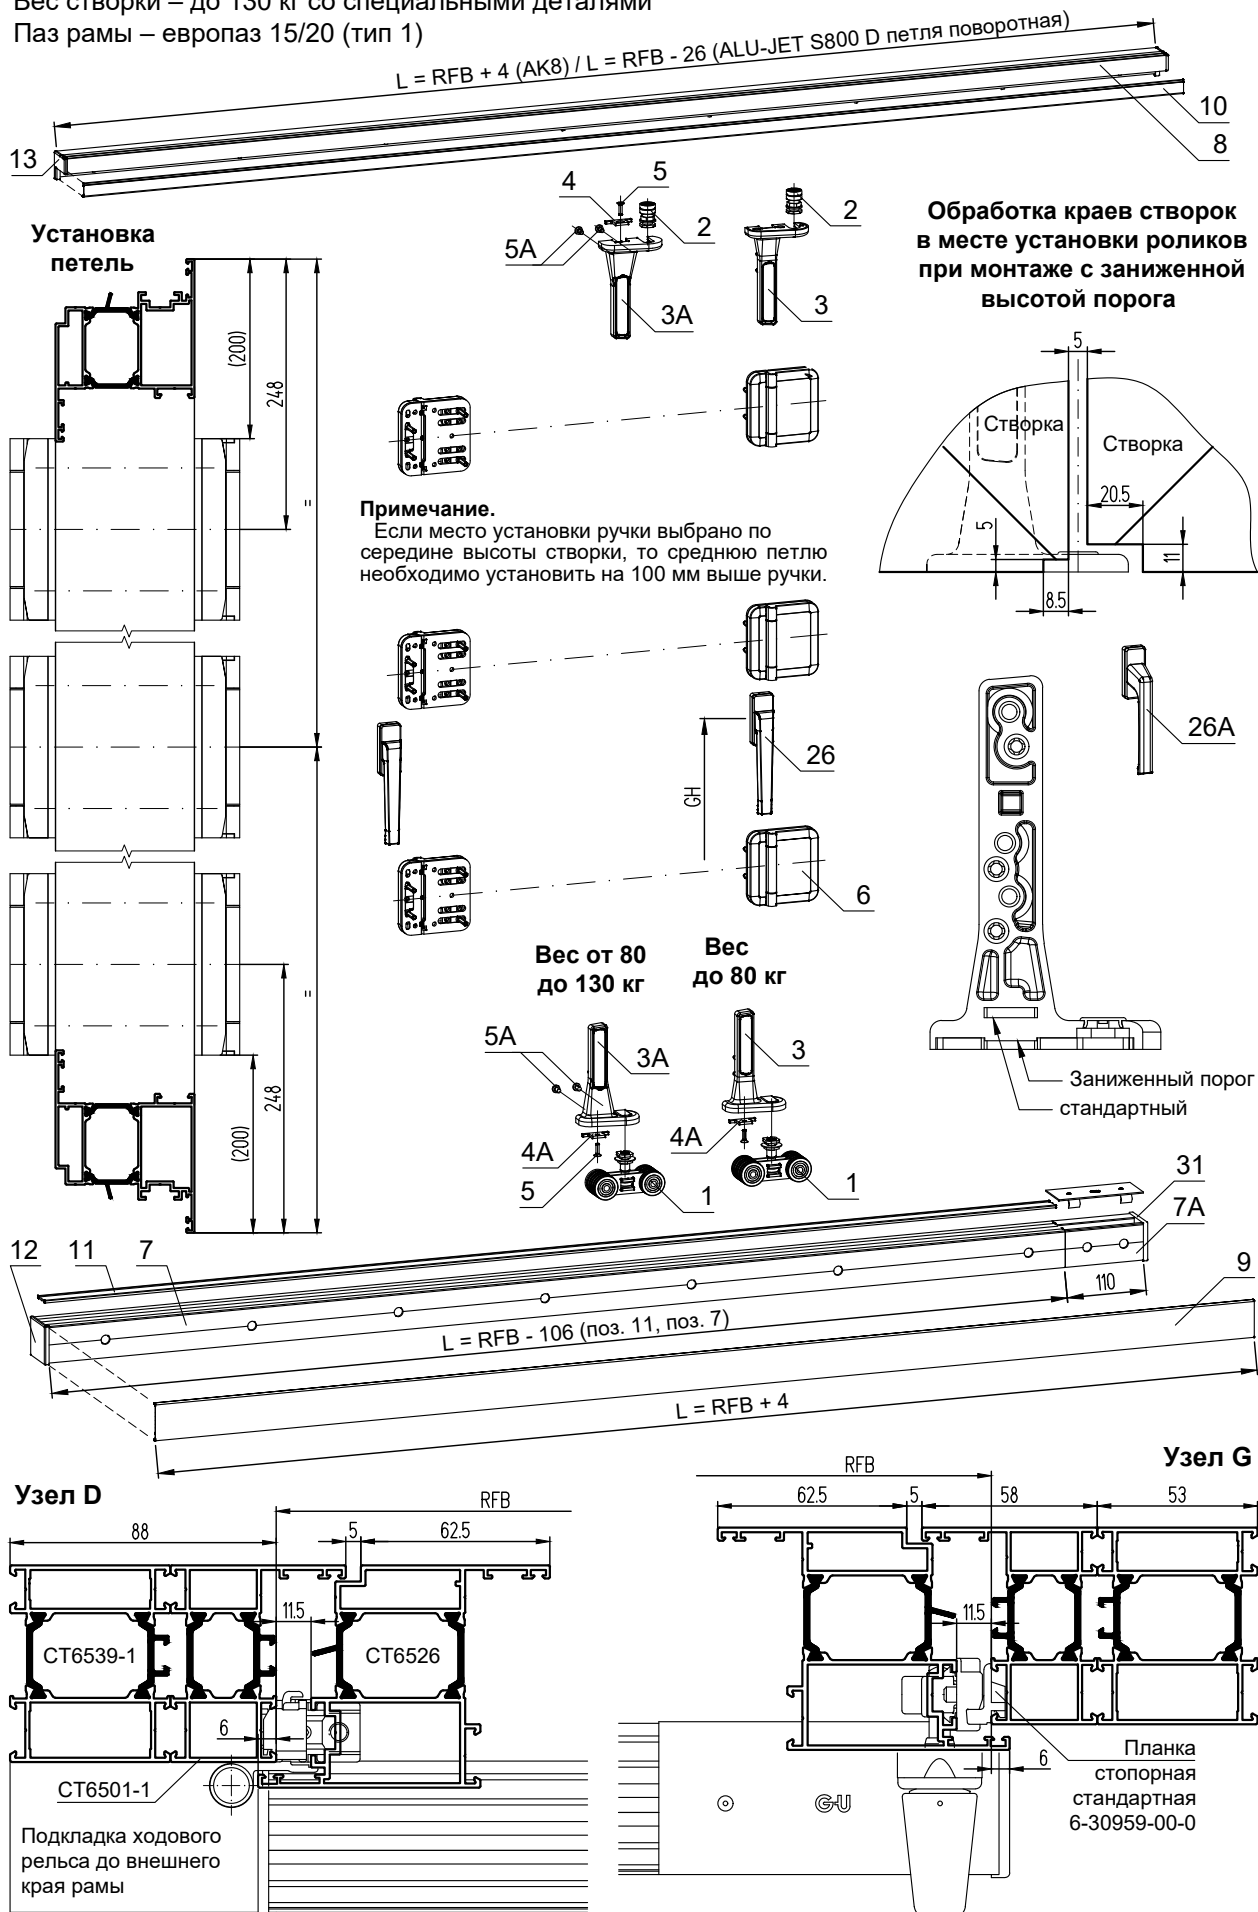 Вес створки – до 130 кг со специальными деталями
Паз рамы – европаз 15/20 (тип 1)
L = RFB + 4 (AK8) / L = RFB - 26 (ALU-JET S800 D петля поворотная)
10
8
13
Установка
петель
4
5
2
5A
3A
2
3
Обработка краев створок
в месте установки роликов
при монтаже с заниженной
высотой порога
5
Створка
Створка
20.5
5
11
8.5
(200)
248
=
Примечание.
Если место установки ручки выбрано по
середине высоты створки, то среднюю петлю
необходимо установить на 100 мм выше ручки.
26
GH
6
26A
=
248
(200)
Вес от 80
до 130 кг
Вес
до 80 кг
5A
3A
3
4A
4A
5
1
1
Заниженный порог
стандартный
31
7A
12
11
7
9
110
L = RFB - 106 (поз. 11, поз. 7)
L = RFB + 4
Узел D
RFB
88
5
62.5
11.5
СТ6539-1
СТ6526
6
СТ6501-1
Подкладка ходового
рельса до внешнего
края рамы
Узел G
RFB
62.5
5
58
53
11.5
6
G-U
Планка
стопорная
стандартная
6-30959-00-0